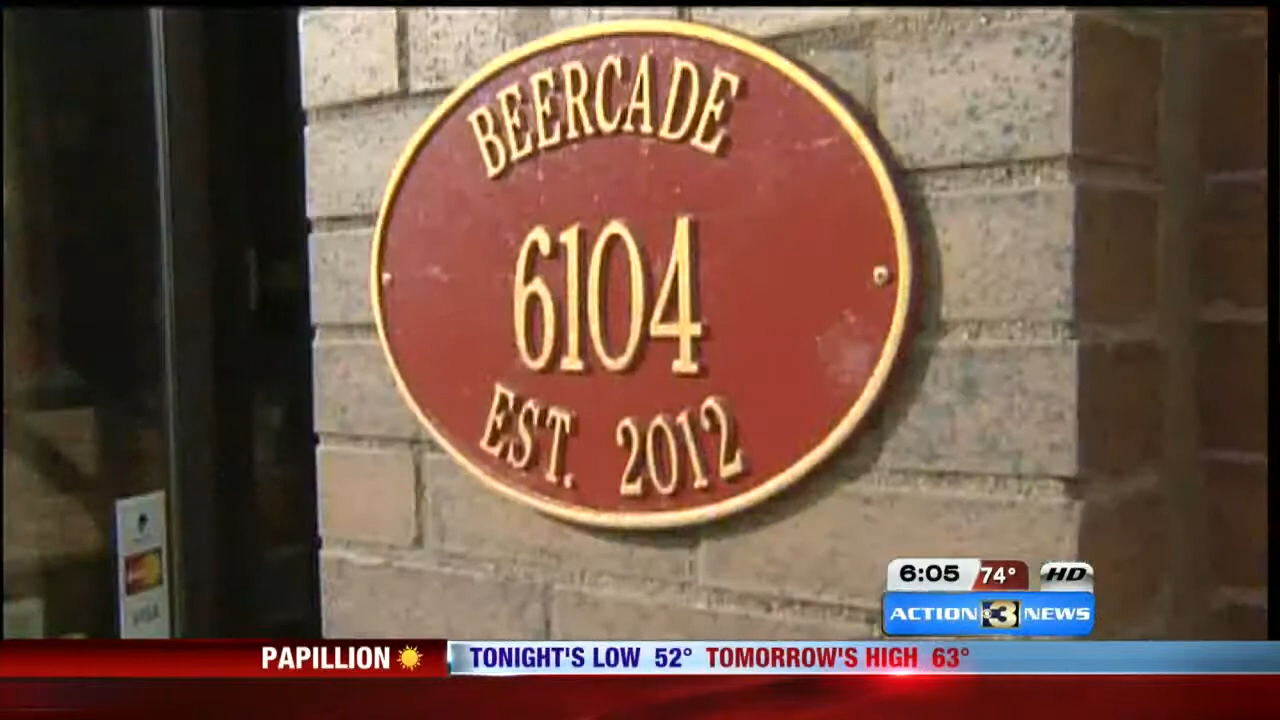 BEERCADE
6104
EST. 2012
VISA
6:05 74° HD
ACTION 3 NEWS
PAPILLION TONIGHT'S LOW 52° TOMORROW'S HIGH 63°